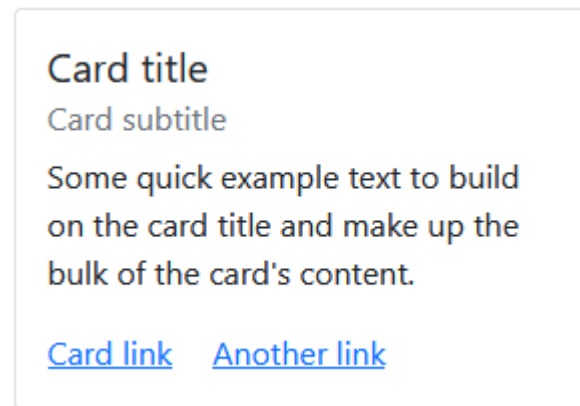 Card title
Card subtitle
Some quick example text to build
on the card title and make up the
bulk of the card's content.
Card link Another link